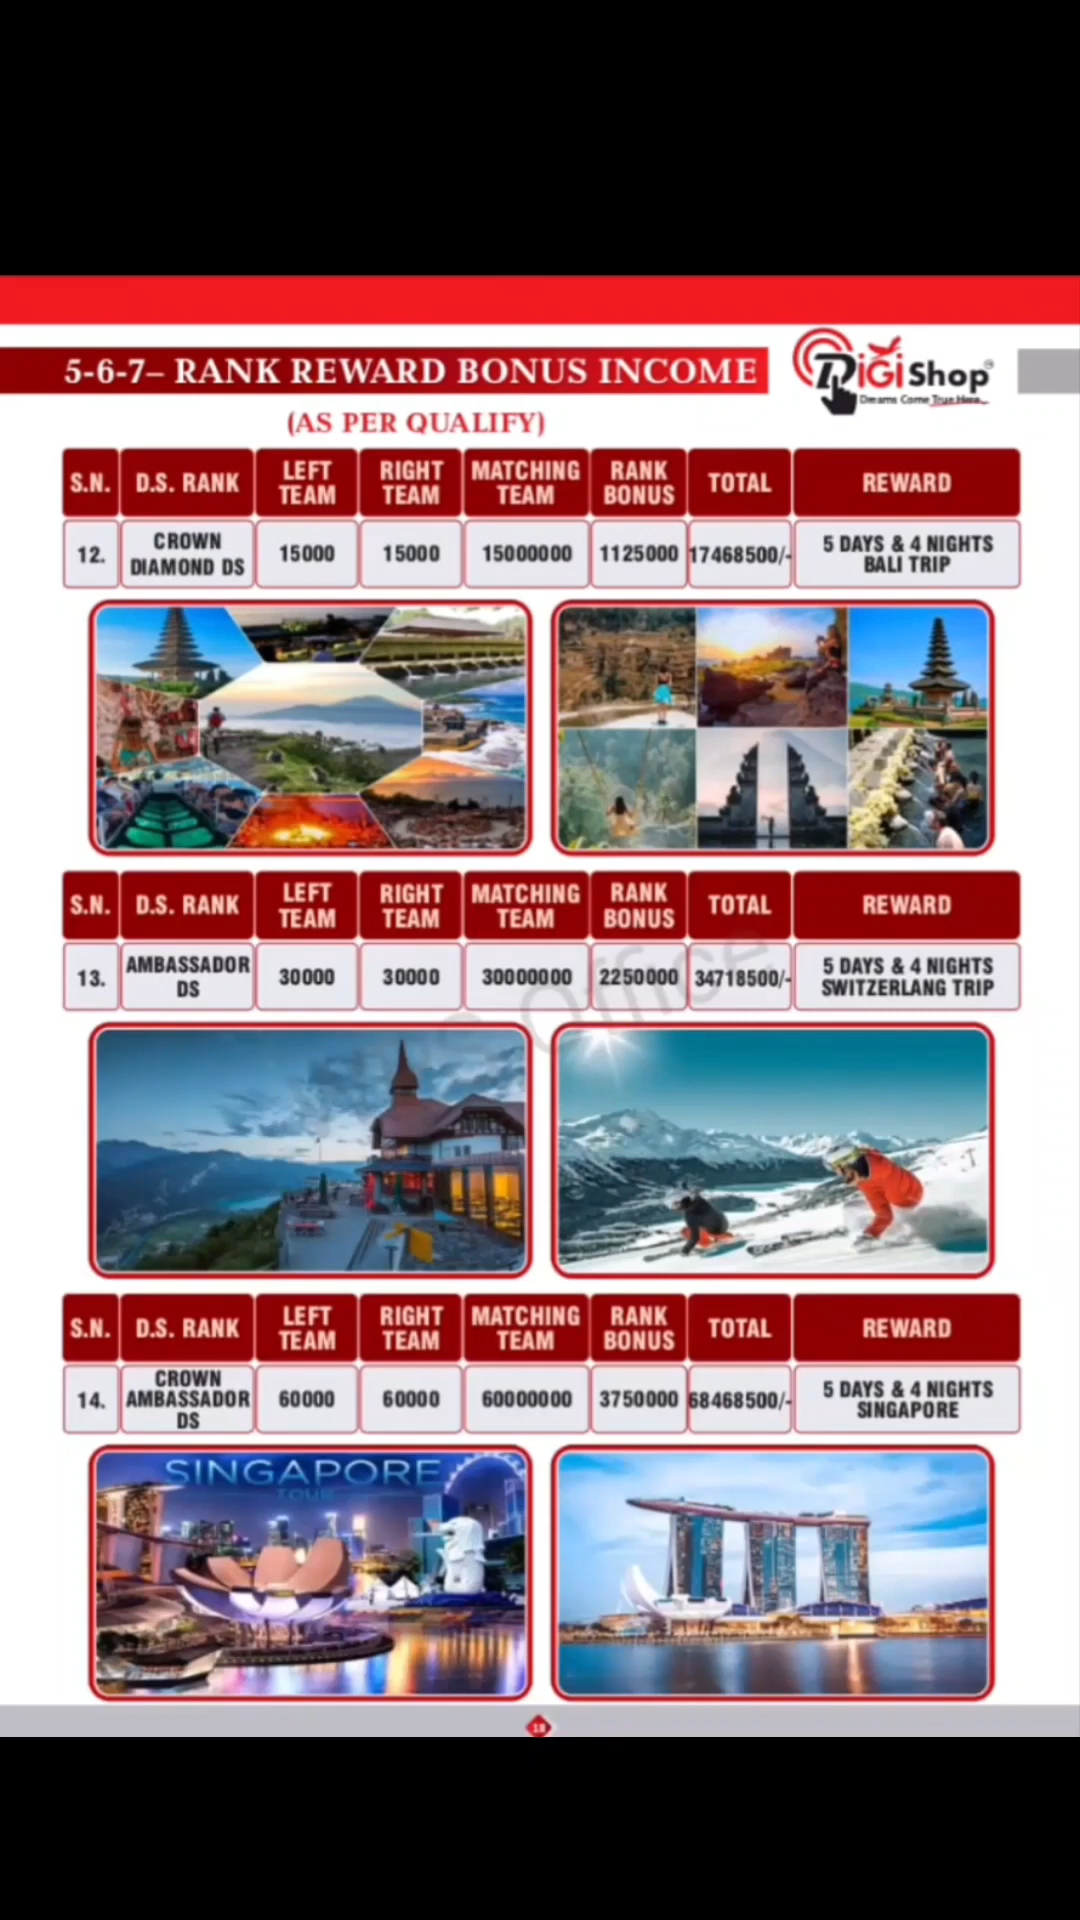 5-6-7– RANK REWARD BONUS INCOME
DiGiShop
Dreams Come True Here...
(AS PER QUALIFY)
S.N. D.S. RANK LEFT TEAM RIGHT TEAM MATCHING TEAM RANK BONUS TOTAL REWARD
12. CROWN DIAMOND DS 15000 15000 15000000 1125000 17468500/- 5 DAYS & 4 NIGHTS BALI TRIP
S.N. D.S. RANK LEFT TEAM RIGHT TEAM MATCHING TEAM RANK BONUS TOTAL REWARD
13. AMBASSADOR DS 30000 30000 30000000 2250000 34718500/- 5 DAYS & 4 NIGHTS SWITZERLANG TRIP
Office
S.N. D.S. RANK LEFT TEAM RIGHT TEAM MATCHING TEAM RANK BONUS TOTAL REWARD
14. CROWN AMBASSADOR DS 60000 60000 60000000 3750000 68468500/- 5 DAYS & 4 NIGHTS SINGAPORE
SINGAPORE
TOUR
18